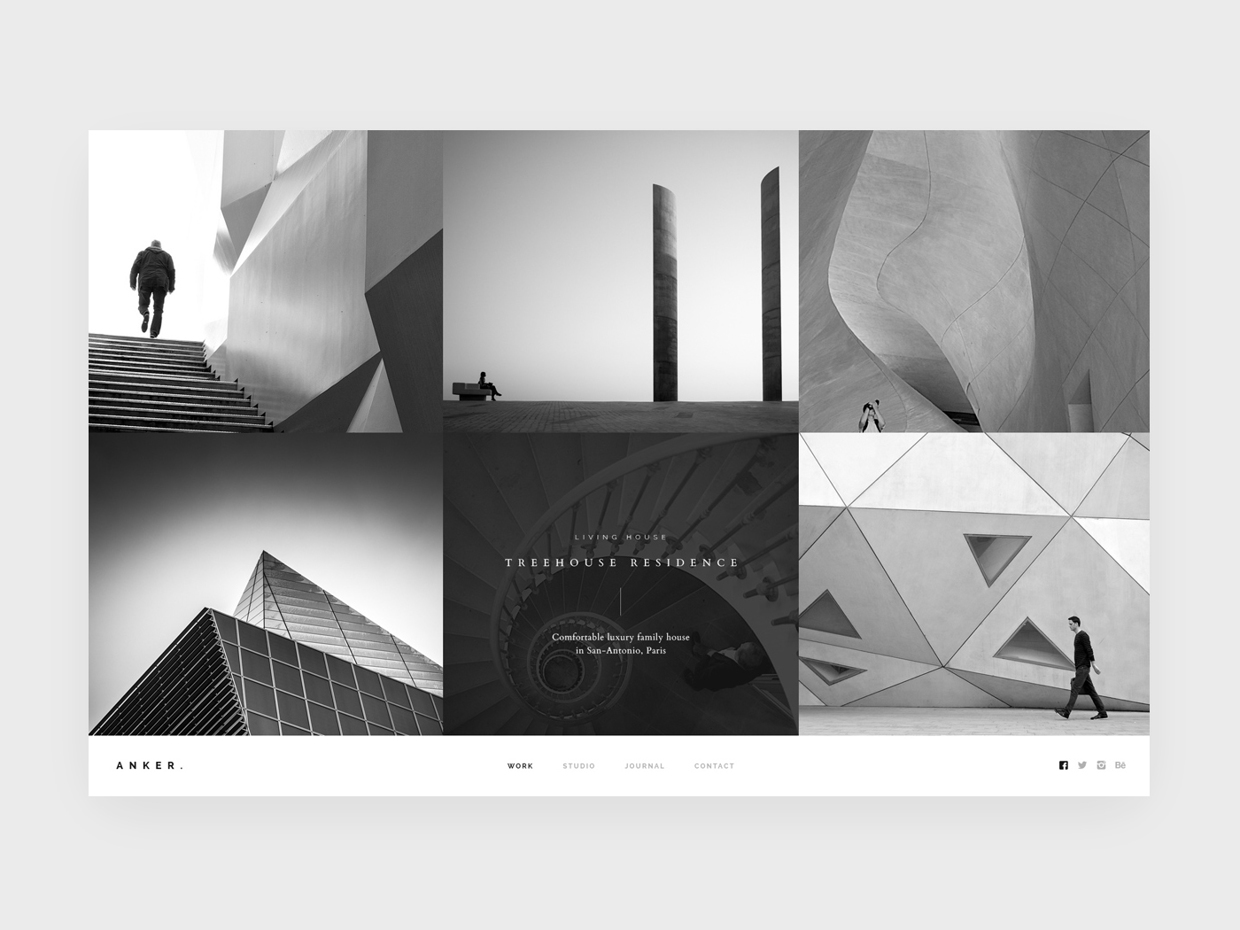 LIVING HOUSE
TREEHOUSE RESIDENCE
Comfortable luxury family house
in San-Antonio, Paris
ANKER.
WORK STUDIO JOURNAL CONTACT
Bē